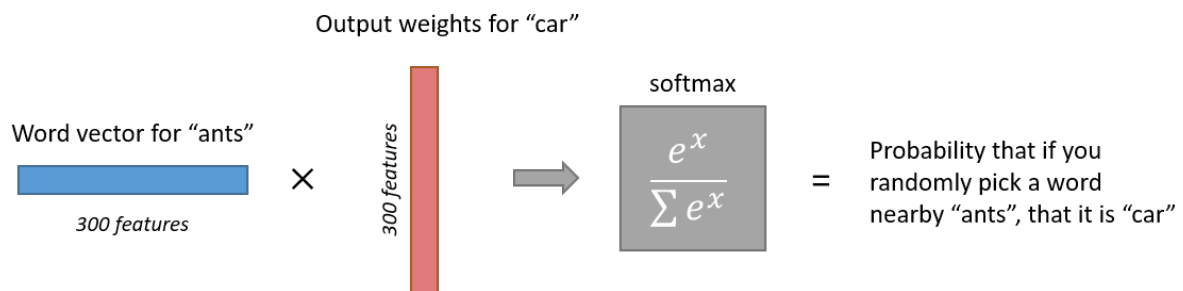 Output weights for “car”
softmax
Word vector for “ants”
300 features
×
300 features
e^x
∑ e^x
=
Probability that if you
randomly pick a word
nearby “ants”, that it is “car”